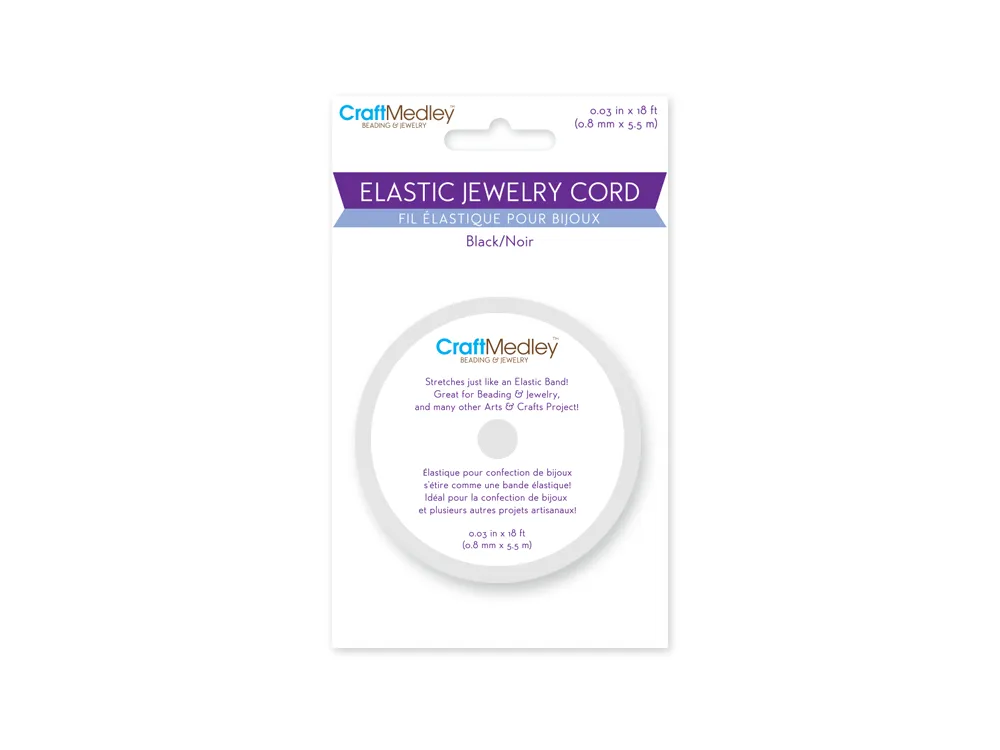 CraftMedley™
BEADING & JEWELRY
0.03 in x 18 ft
(0.8 mm x 5.5 m)
ELASTIC JEWELRY CORD
FIL ÉLASTIQUE POUR BIJOUX
Black/Noir
CraftMedley™
BEADING & JEWELRY
Stretches just like an Elastic Band!
Great for Beading & Jewelry,
and many other Arts & Crafts Project!
Élastique pour confection de bijoux
s'étire comme une bande élastique!
Idéal pour la confection de bijoux
et plusieurs autres projets artisanaux!
0.03 in x 18 ft
(0.8 mm x 5.5 m)